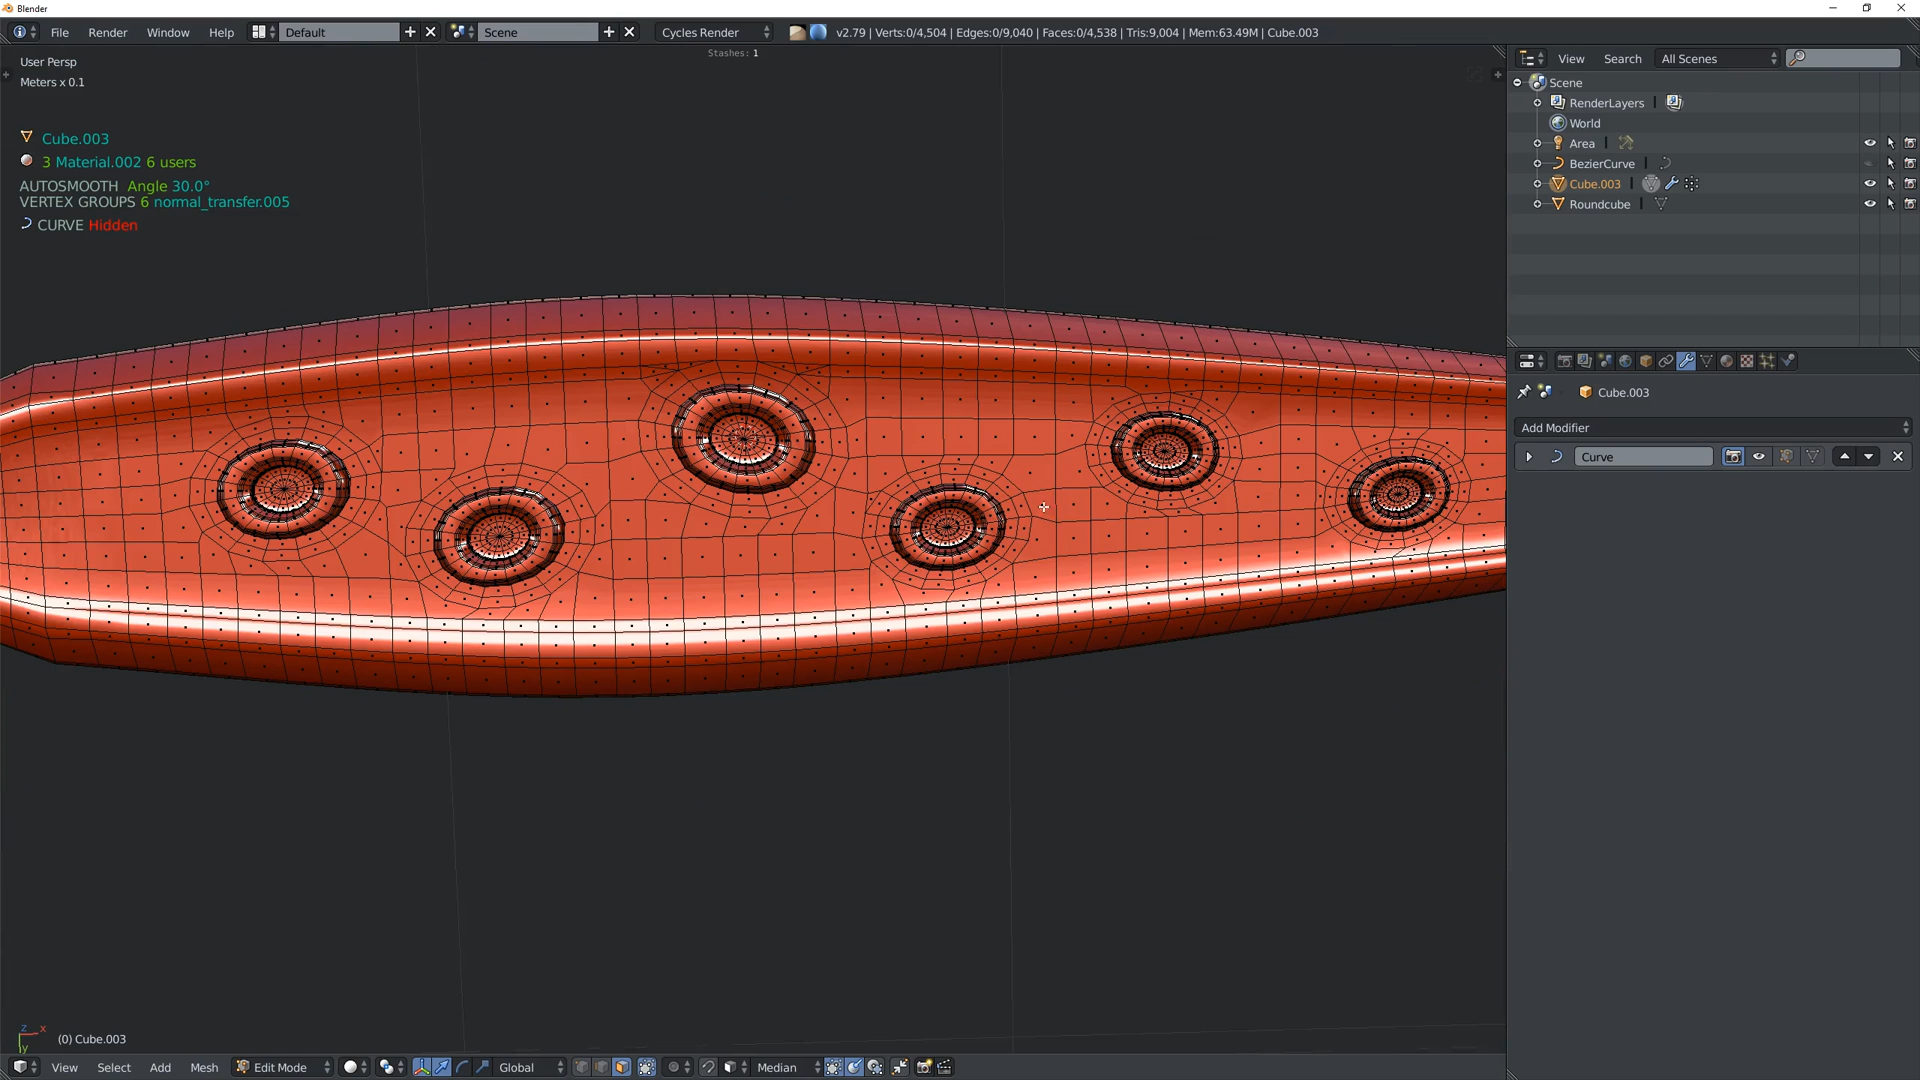 Blender
File Render Window Help Default Scene Cycles Render v2.79 | Verts:0/4,504 | Edges:0/9,040 | Faces:0/4,538 | Tris:9,004 | Mem:63.49M | Cube.003
Stashes: 1
User Persp
Meters x 0.1
Cube.003
3 Material.002 6 users
AUTOSMOOTH Angle 30.0°
VERTEX GROUPS 6 normal_transfer.005
CURVE Hidden
View Search All Scenes
Scene
RenderLayers
World
Area
BezierCurve
Cube.003
Roundcube
Cube.003
Add Modifier
Curve
z x
y
(0) Cube.003
View Select Add Mesh Edit Mode Global Median